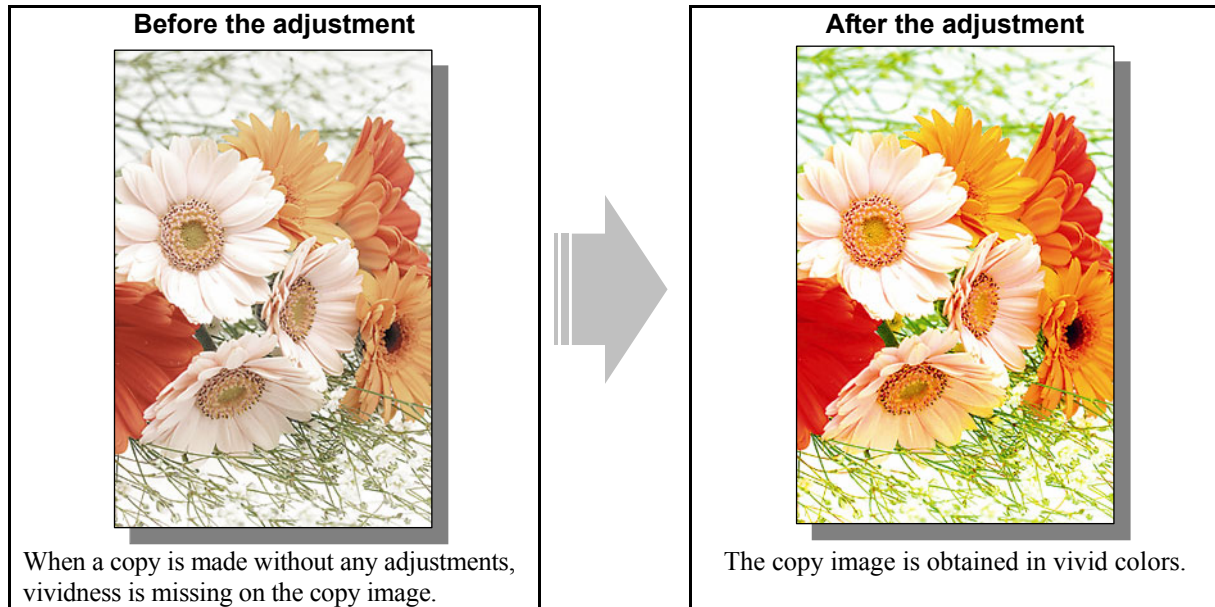 Before the adjustment
When a copy is made without any adjustments,
vividness is missing on the copy image.
After the adjustment
The copy image is obtained in vivid colors.